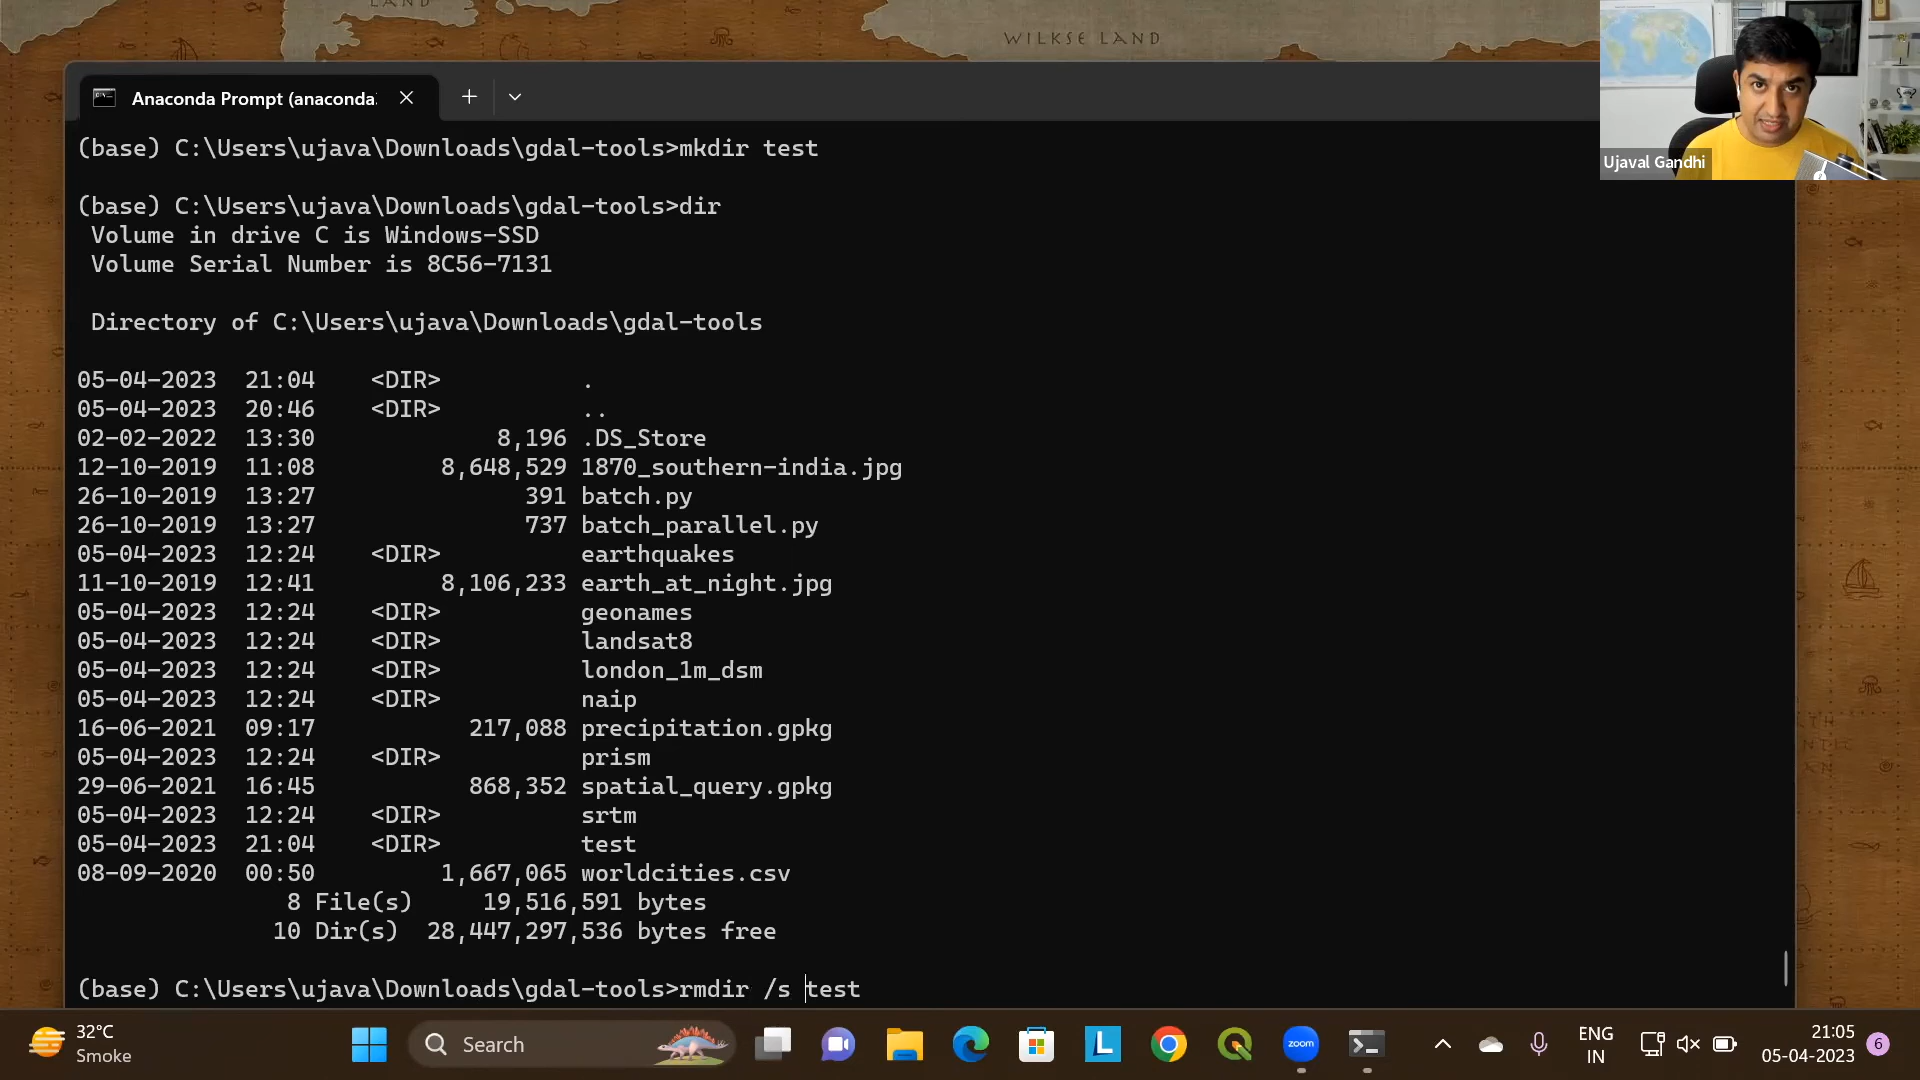 LAND
WILKSE LAND
Anaconda Prompt (anaconda
Ujaval Gandhi
(base) C:\Users\ujava\Downloads\gdal-tools>mkdir test
(base) C:\Users\ujava\Downloads\gdal-tools>dir
Volume in drive C is Windows-SSD
Volume Serial Number is 8C56-7131
Directory of C:\Users\ujava\Downloads\gdal-tools
05-04-2023 21:04 <DIR> .
05-04-2023 20:46 <DIR> ..
02-02-2022 13:30 8,196 .DS_Store
12-10-2019 11:08 8,648,529 1870_southern-india.jpg
26-10-2019 13:27 391 batch.py
26-10-2019 13:27 737 batch_parallel.py
05-04-2023 12:24 <DIR> earthquakes
11-10-2019 12:41 8,106,233 earth_at_night.jpg
05-04-2023 12:24 <DIR> geonames
05-04-2023 12:24 <DIR> landsat8
05-04-2023 12:24 <DIR> london_1m_dsm
05-04-2023 12:24 <DIR> naip
16-06-2021 09:17 217,088 precipitation.gpkg
05-04-2023 12:24 <DIR> prism
29-06-2021 16:45 868,352 spatial_query.gpkg
05-04-2023 12:24 <DIR> srtm
05-04-2023 21:04 <DIR> test
08-09-2020 00:50 1,667,065 worldcities.csv
8 File(s) 19,516,591 bytes
10 Dir(s) 28,447,297,536 bytes free
(base) C:\Users\ujava\Downloads\gdal-tools>rmdir /s test
32°C
Smoke
Search
L
zoom
ENG
IN
21:05
05-04-2023
6